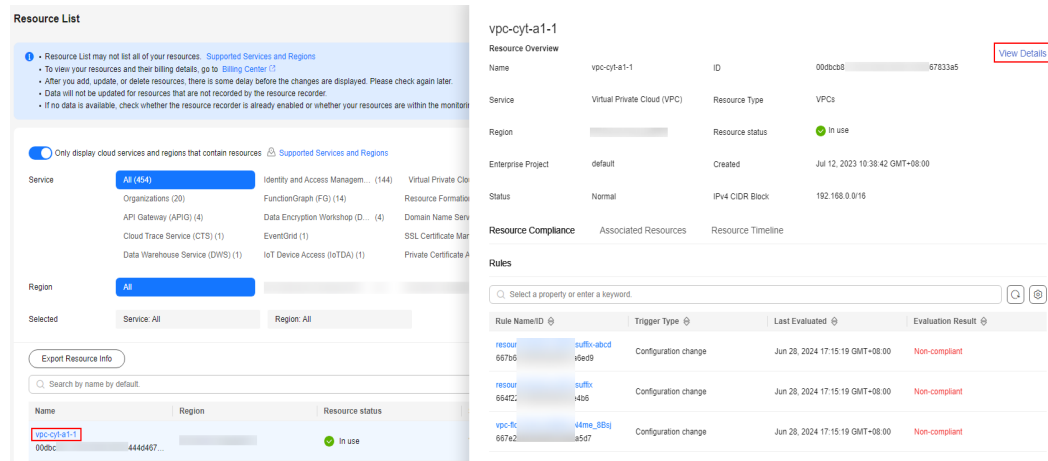 Resource List
• Resource List may not list all of your resources. Supported Services and Regions
• To view your resources and their billing details, go to Billing Center
• After you add, update, or delete resources, there is some delay before the changes are displayed. Please check again later.
• Data will not be updated for resources that are not recorded by the resource recorder.
• If no data is available, check whether the resource recorder is already enabled or whether your resources are within the monitorin
Only display cloud services and regions that contain resources Supported Services and Regions
Service All (454) Identity and Access Managem... (144) Virtual Private Clo
Organizations (20) FunctionGraph (FG) (14) Resource Formatio
API Gateway (APIG) (4) Data Encryption Workshop (D... (4) Domain Name Serv
Cloud Trace Service (CTS) (1) EventGrid (1) SSL Certificate Mar
Data Warehouse Service (DWS) (1) IoT Device Access (IoTDA) (1) Private Certificate A
Region All
Selected Service: All Region: All
Export Resource Info
Search by name by default.
Name Region Resource status
vpc-cyt-a1-1
00dbc 444d467... In use
vpc-cyt-a1-1
Resource Overview
View Details
Name vpc-cyt-a1-1 ID 00dbcb8 67833a5
Service Virtual Private Cloud (VPC) Resource Type VPCs
Region Resource status In use
Enterprise Project default Created Jul 12, 2023 10:38:42 GMT+08:00
Status Normal IPv4 CIDR Block 192.168.0.0/16
Resource Compliance Associated Resources Resource Timeline
Rules
Select a property or enter a keyword.
Rule Name/ID Trigger Type Last Evaluated Evaluation Result
resour suffix-abcd
667b6 6ed9 Configuration change Jun 28, 2024 17:15:19 GMT+08:00 Non-compliant
resour suffix
664f22 4b6 Configuration change Jun 28, 2024 17:15:19 GMT+08:00 Non-compliant
vpc-flo 4me_8Bsj
667e2 a5d7 Configuration change Jun 28, 2024 17:15:19 GMT+08:00 Non-compliant